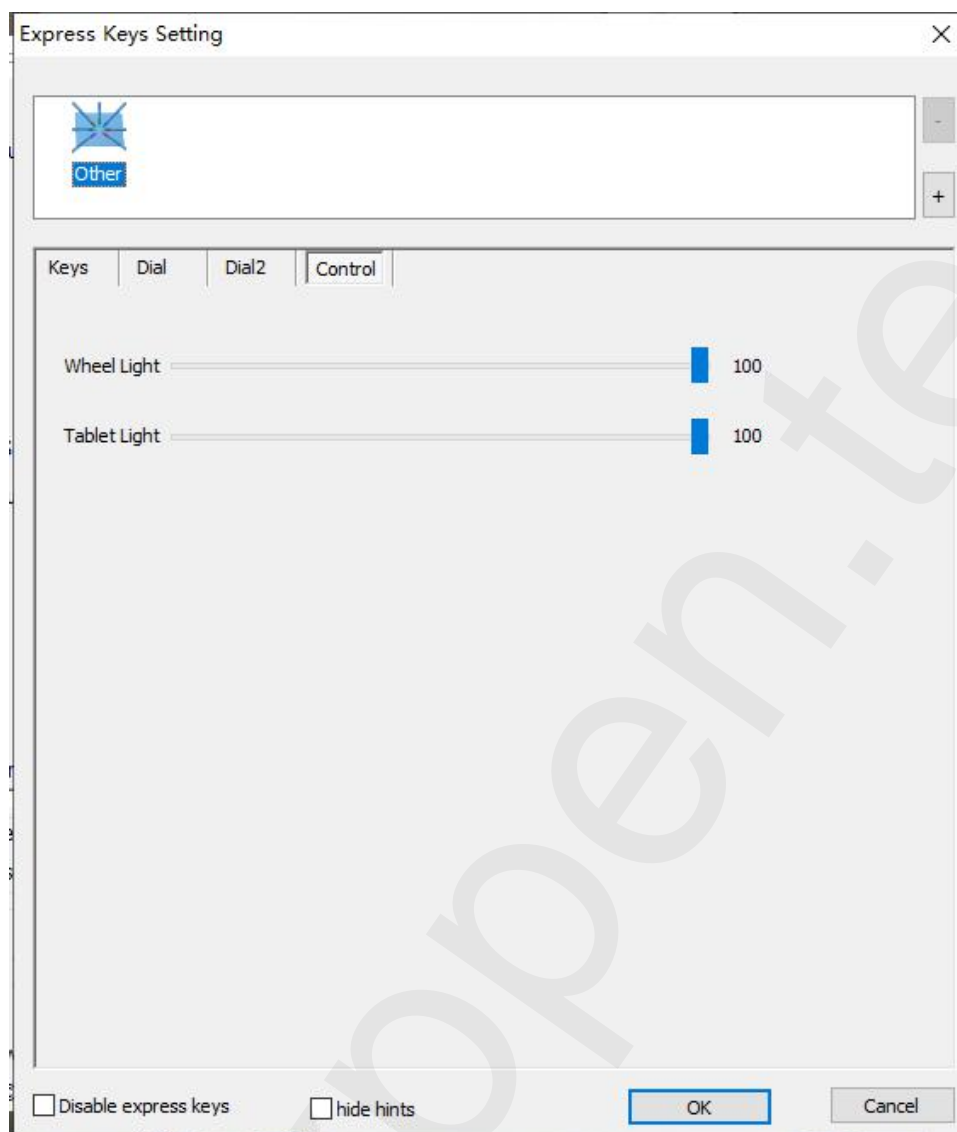 Express Keys Setting
Other
-
+
Keys Dial Dial2 Control
Wheel Light 100
Tablet Light 100
Disable express keys hide hints OK Cancel